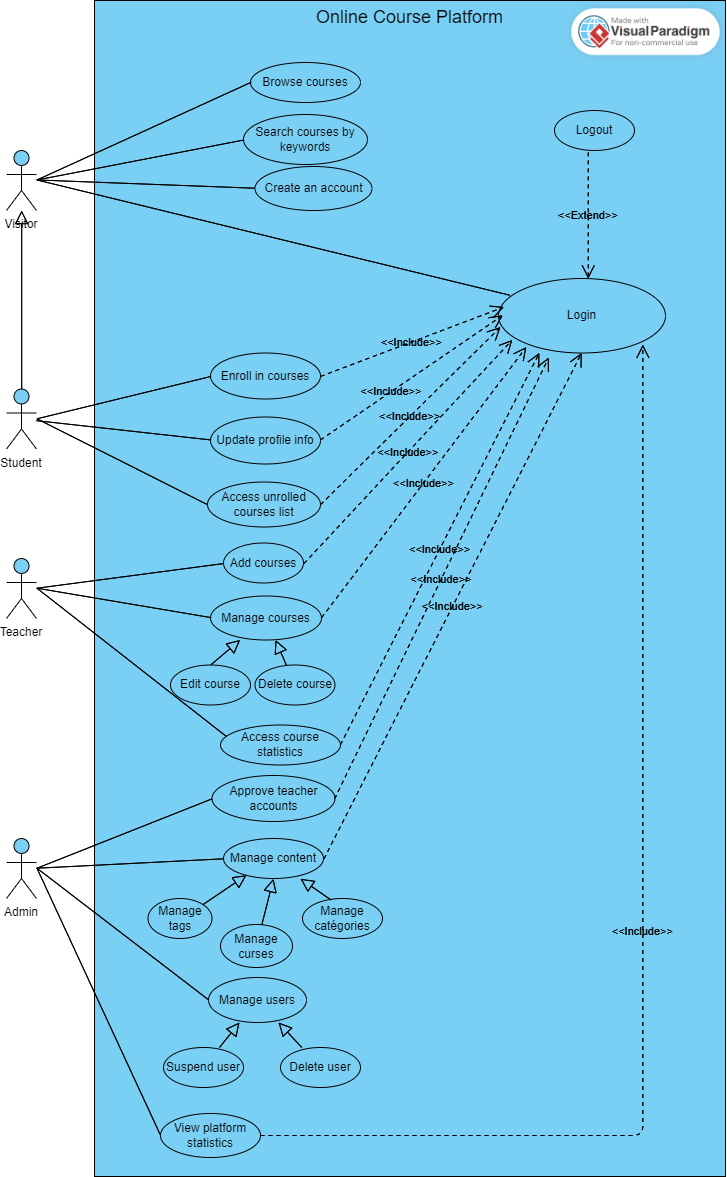 Online Course Platform
Made with
Visual Paradigm
For non-commercial use
Browse courses
Search courses by
keywords
Create an account
Logout
Visitor
<<Extend>>
Login
<<Include>>
Enroll in courses
<<Include>>
<<Include>>
Update profile info
<<Include>>
Student
<<Include>>
Access unrolled
courses list
<<Include>>
Add courses
<<Include>>
<<Include>>
Manage courses
Teacher
Edit course
Delete course
Access course
statistics
Approve teacher
accounts
Manage content
Admin
Manage
tags
Manage
catégories
Manage
curses
<<Include>>
Manage users
Suspend user
Delete user
View platform
statistics